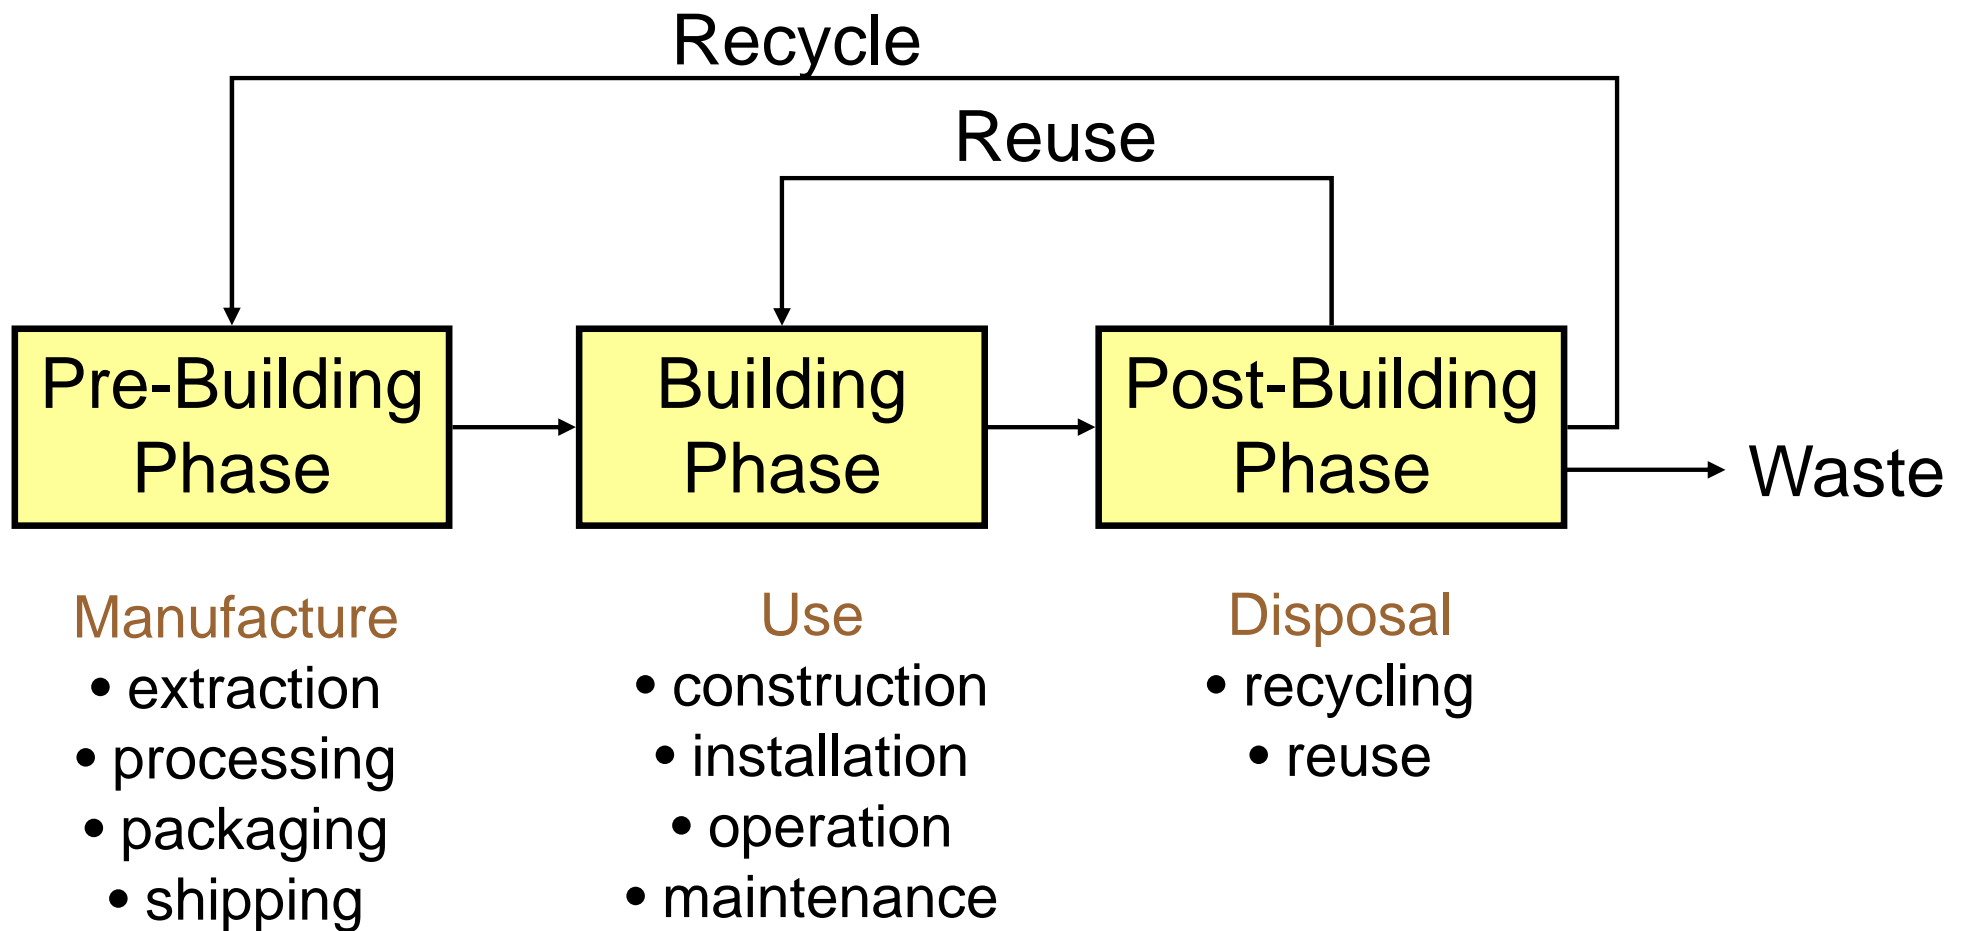 Recycle
Reuse
Pre-Building
Phase
Building
Phase
Post-Building
Phase
Waste
Manufacture
• extraction
• processing
• packaging
• shipping
Use
• construction
• installation
• operation
• maintenance
Disposal
• recycling
• reuse